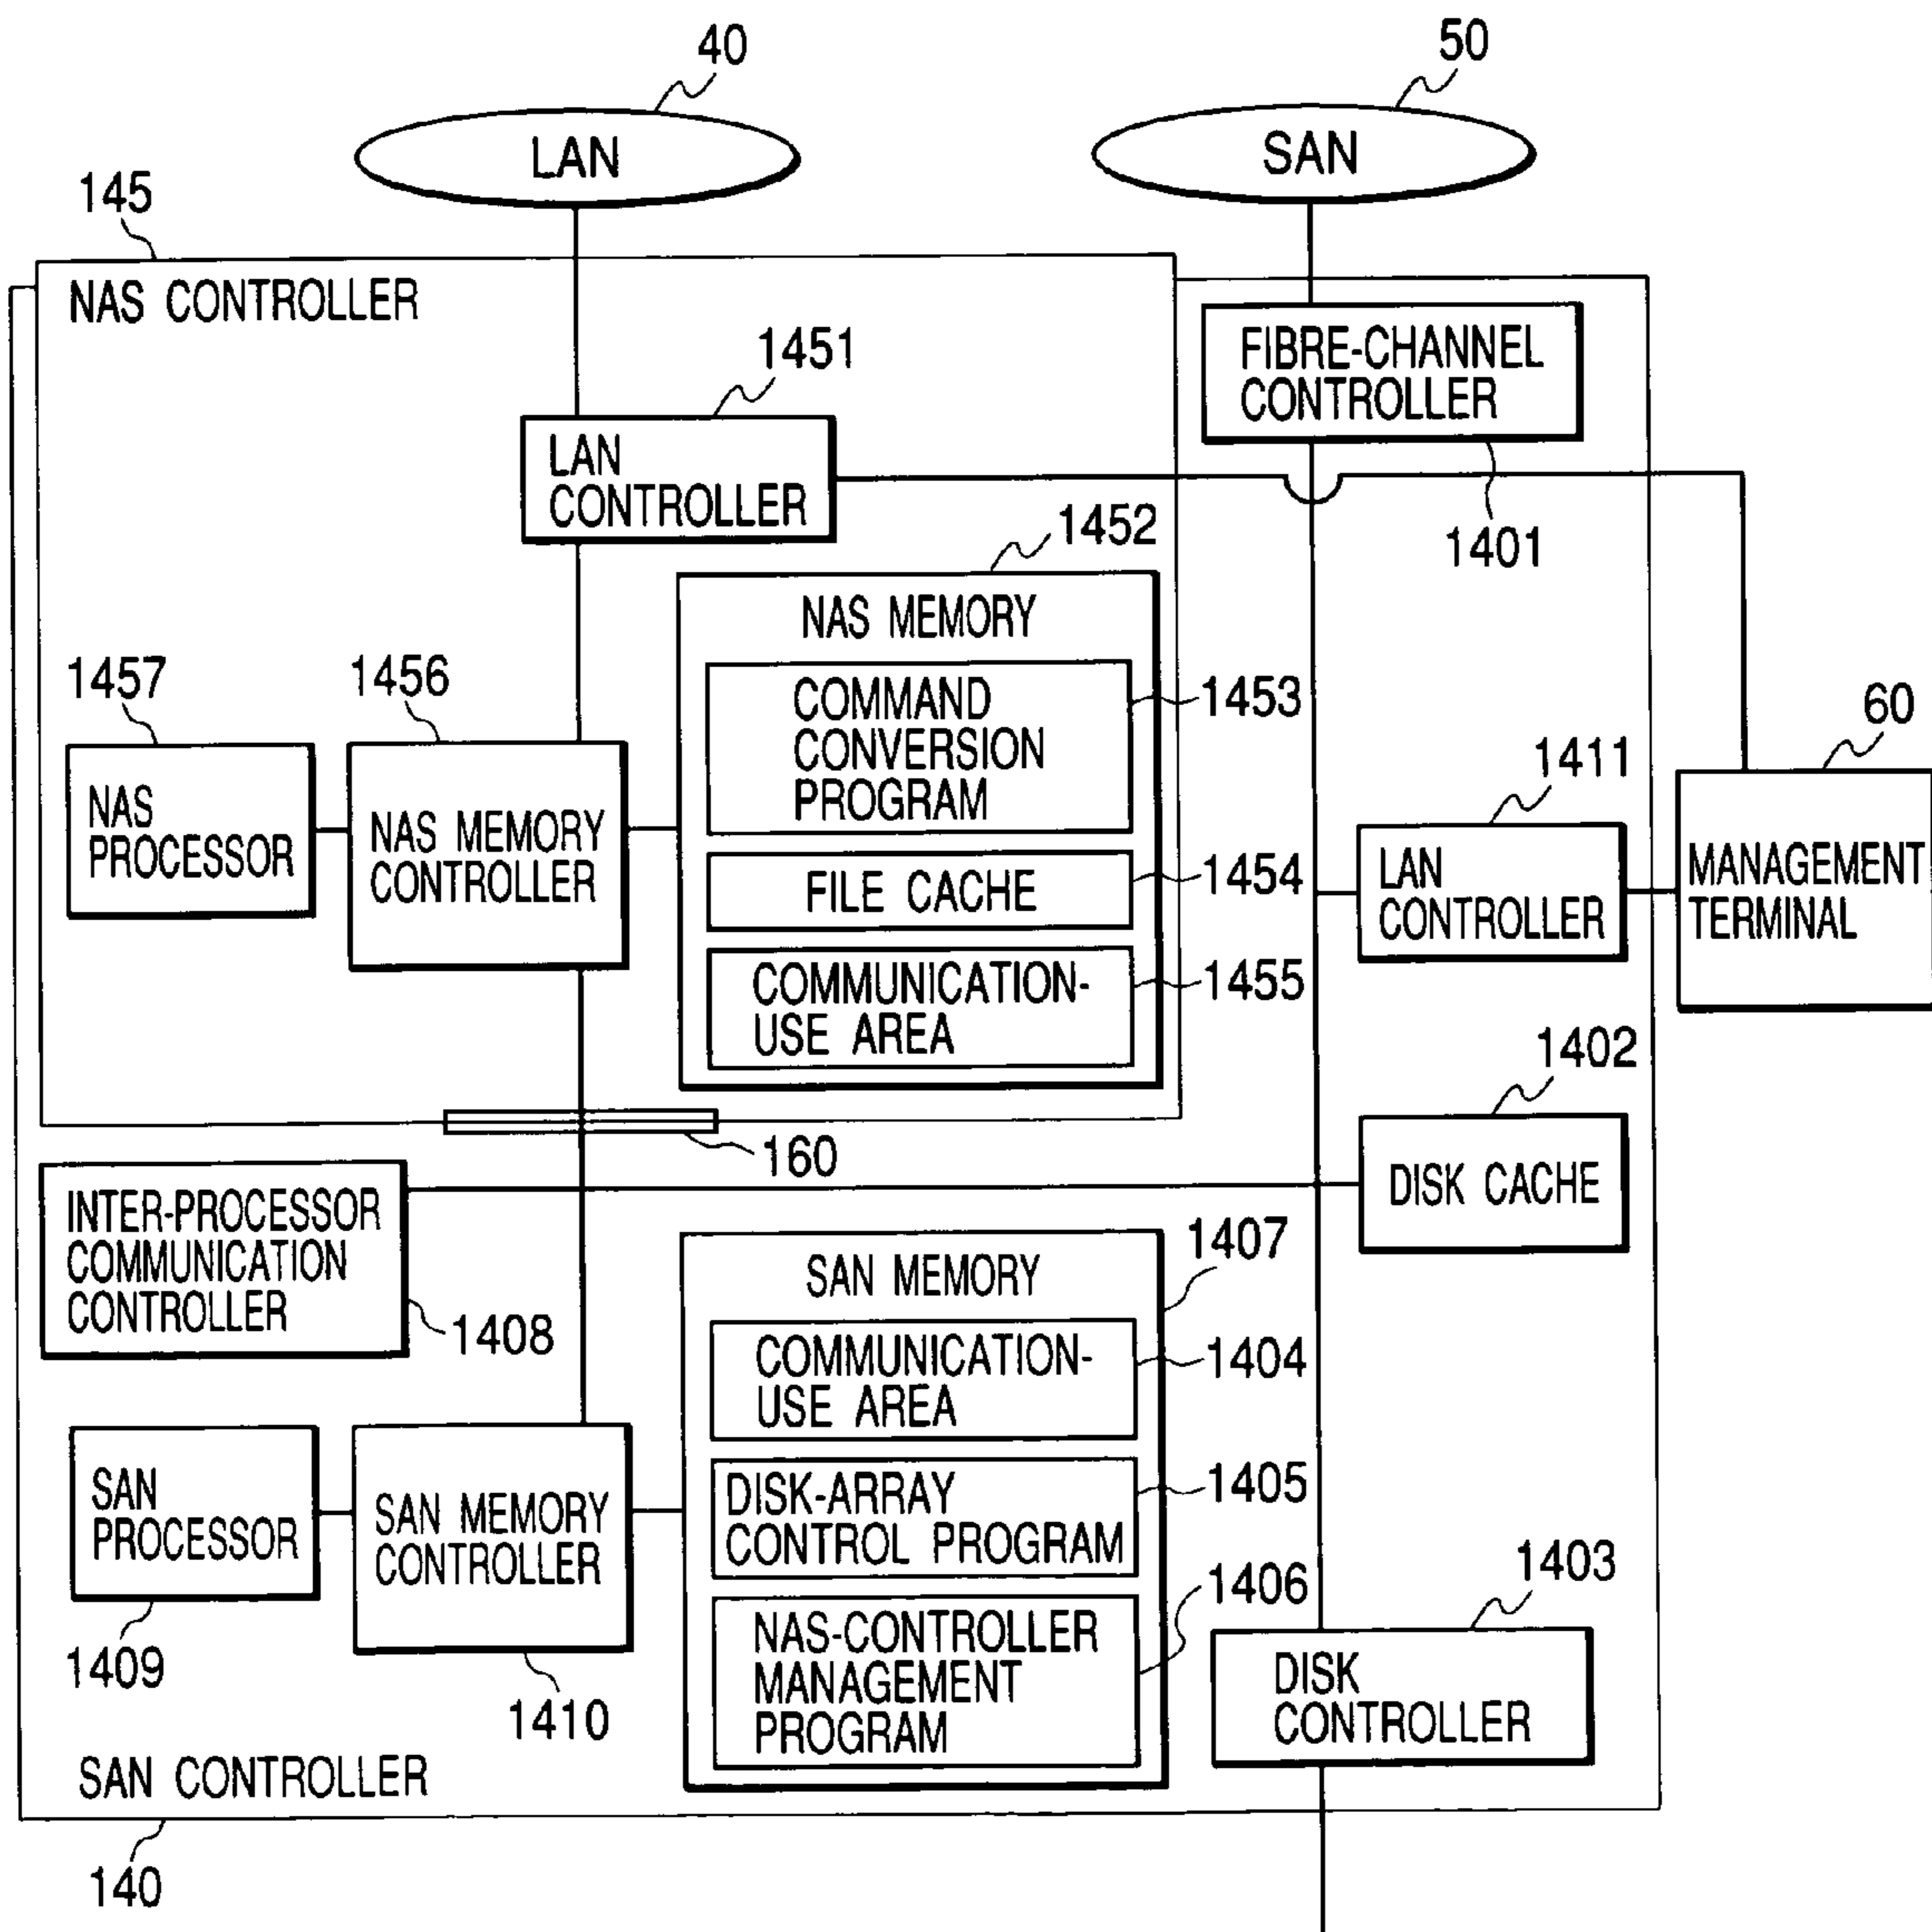 40
50
LAN
SAN
145
NAS CONTROLLER
1451
FIBRE-CHANNEL
CONTROLLER
LAN
CONTROLLER
1401
1452
NAS MEMORY
1457
1456
COMMAND
CONVERSION
PROGRAM
1453
60
1411
NAS
PROCESSOR
NAS MEMORY
CONTROLLER
FILE CACHE
1454
LAN
CONTROLLER
MANAGEMENT
TERMINAL
COMMUNICATION-
USE AREA
1455
1402
160
DISK CACHE
INTER-PROCESSOR
COMMUNICATION
CONTROLLER
1408
1407
SAN MEMORY
COMMUNICATION-
USE AREA
1404
SAN
PROCESSOR
SAN MEMORY
CONTROLLER
DISK-ARRAY
CONTROL PROGRAM
1405
1403
1406
NAS-CONTROLLER
MANAGEMENT
PROGRAM
1409
1410
DISK
CONTROLLER
SAN CONTROLLER
140